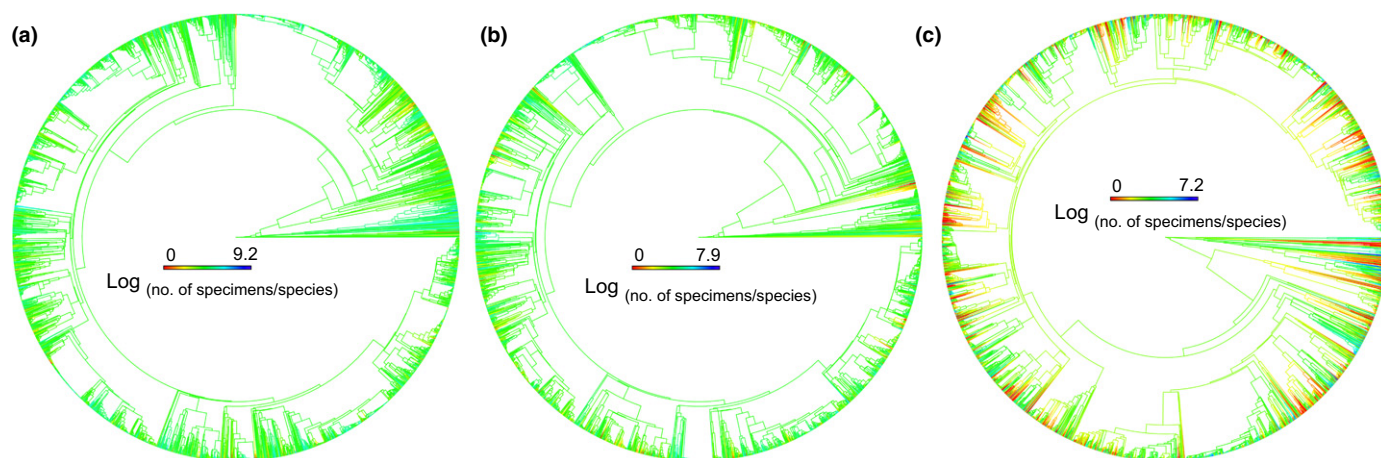 (a)
(b)
(c)
0 9.2
Log (no. of specimens/species)
0 7.9
Log (no. of specimens/species)
0 7.2
Log (no. of specimens/species)